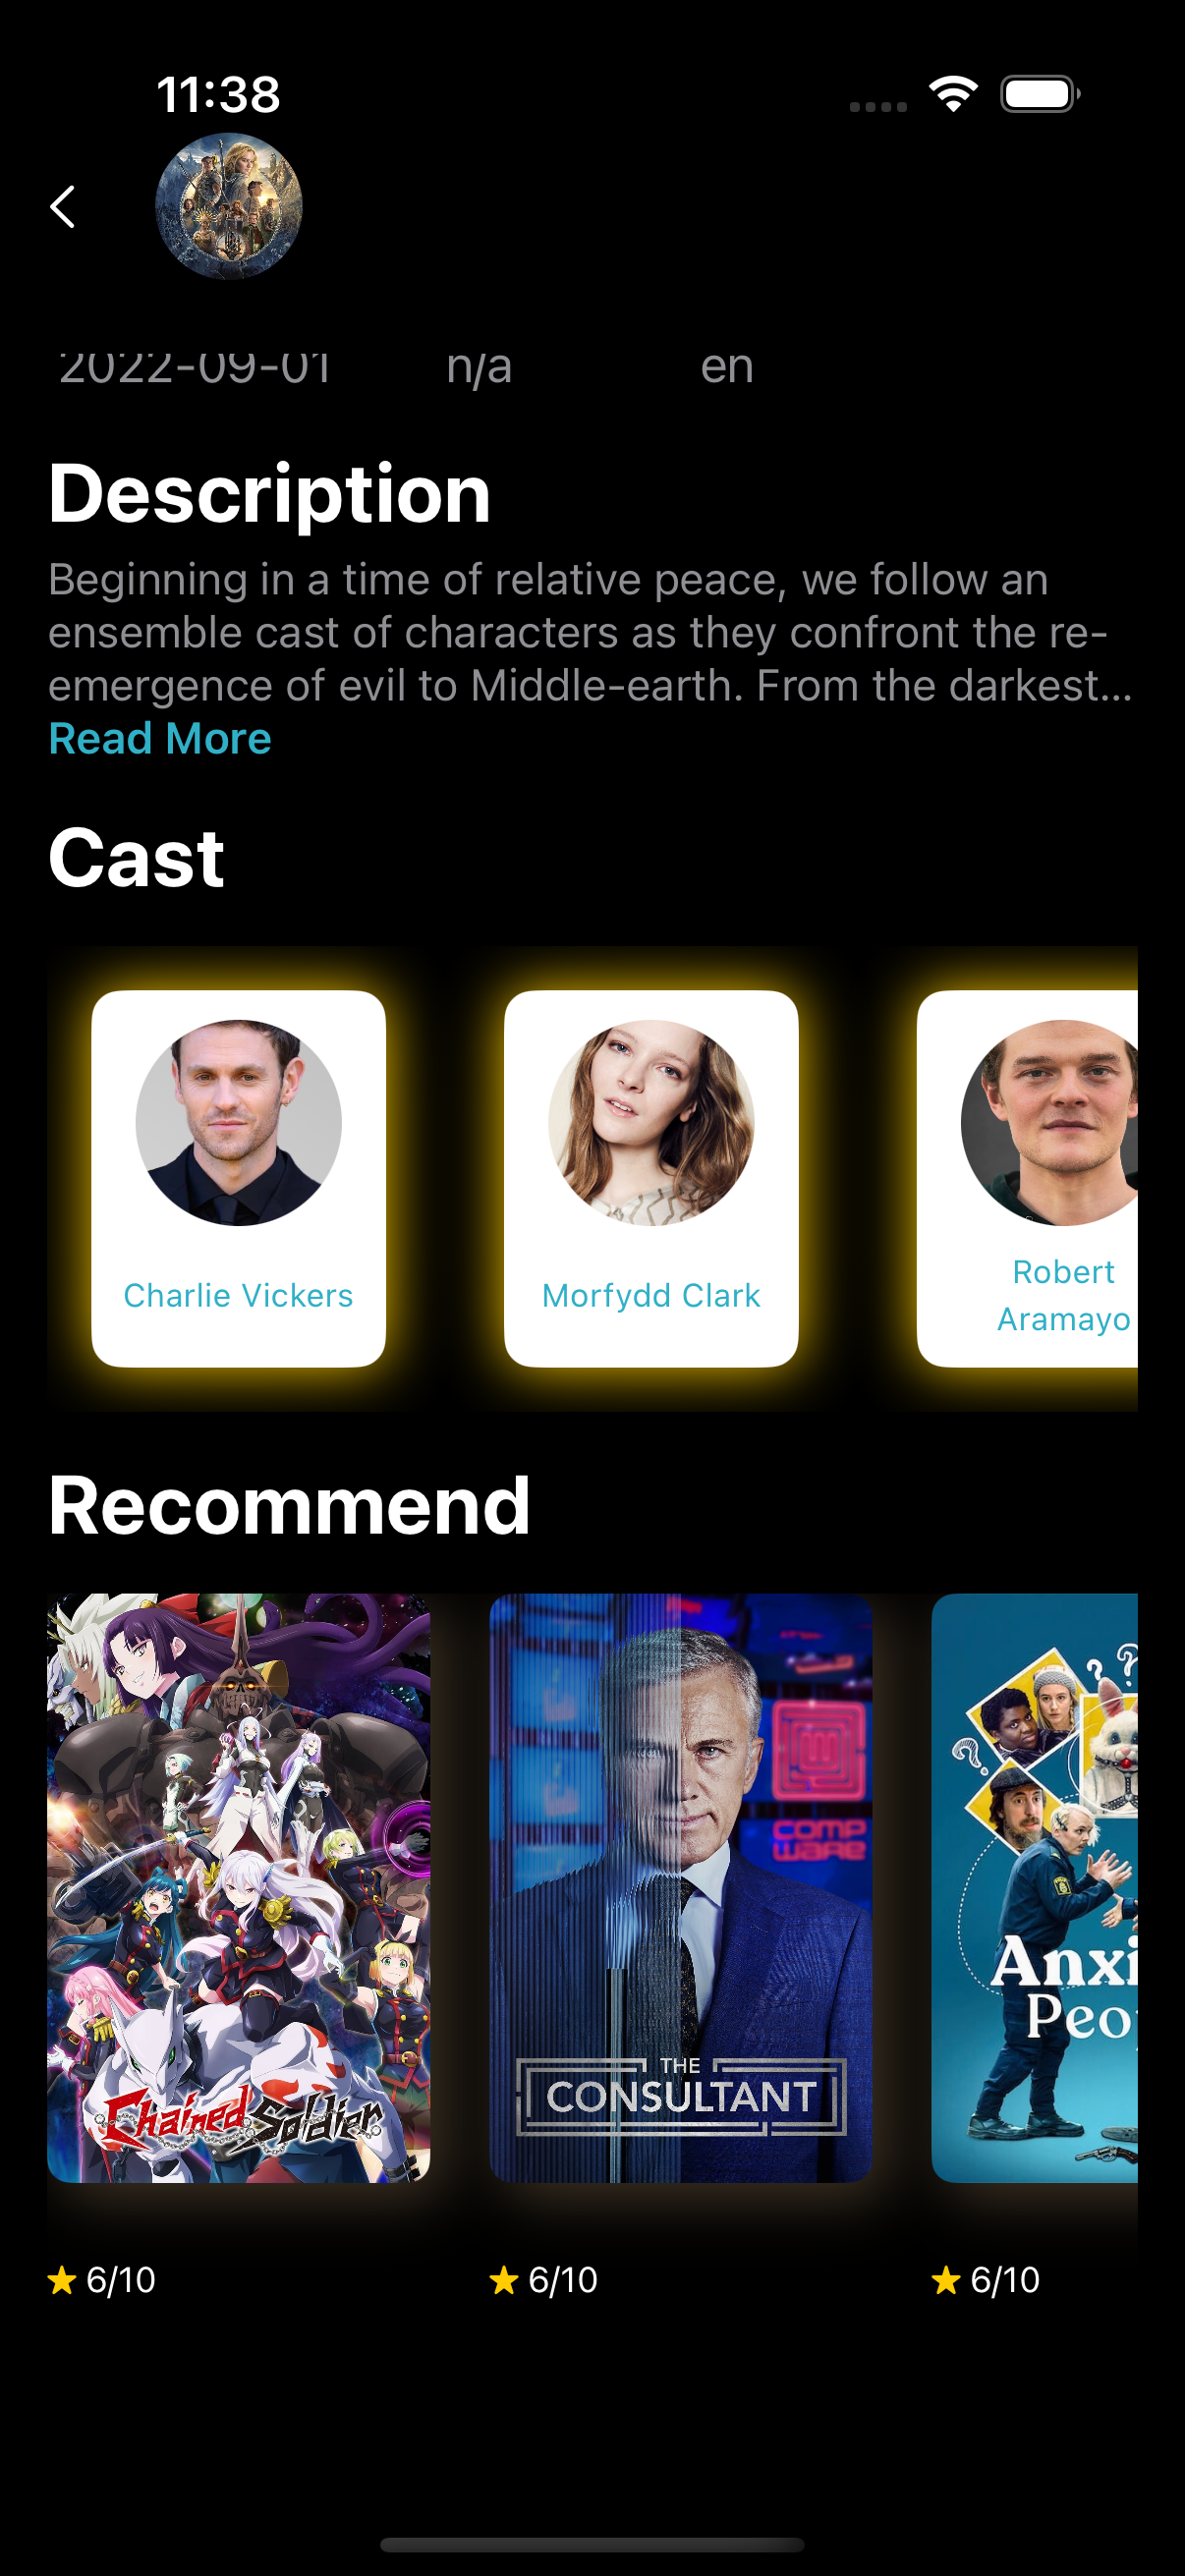 11:38
2022-09-01 n/a en
Description
Beginning in a time of relative peace, we follow an
ensemble cast of characters as they confront the re-
emergence of evil to Middle-earth. From the darkest...
Read More
Cast
Charlie Vickers
Morfydd Clark
Robert
Aramayo
Recommend
Chained Soldier
COMP
WARE
THE
CONSULTANT
Anxi
Peo
6/10
6/10
6/10